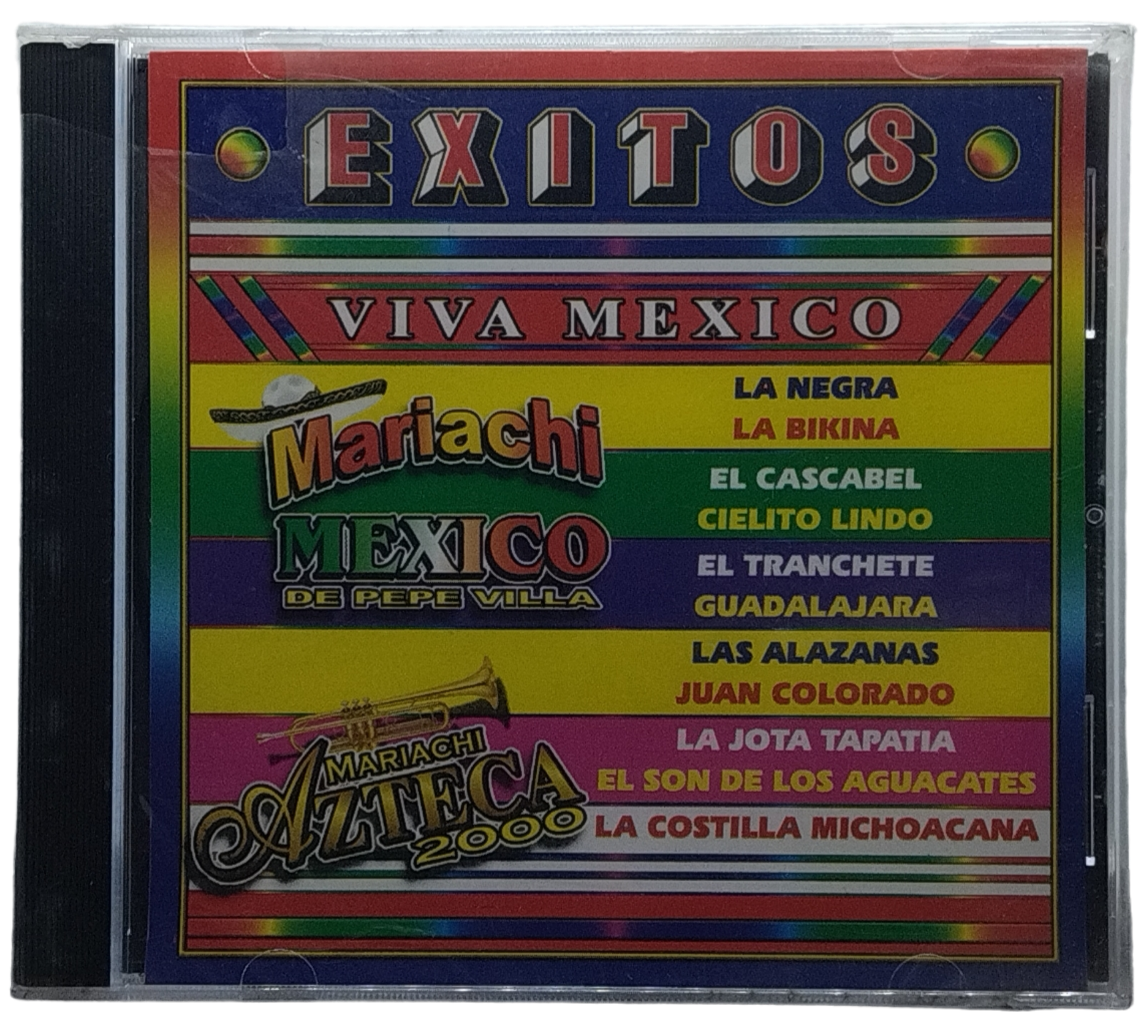 EXITOS
VIVA MEXICO
Mariachi
MEXICO
DE PEPE VILLA
MARIACHI
AZTECA
2000
LA NEGRA
LA BIKINA
EL CASCABEL
CIELITO LINDO
EL TRANCHETE
GUADALAJARA
LAS ALAZANAS
JUAN COLORADO
LA JOTA TAPATIA
EL SON DE LOS AGUACATES
LA COSTILLA MICHOACANA